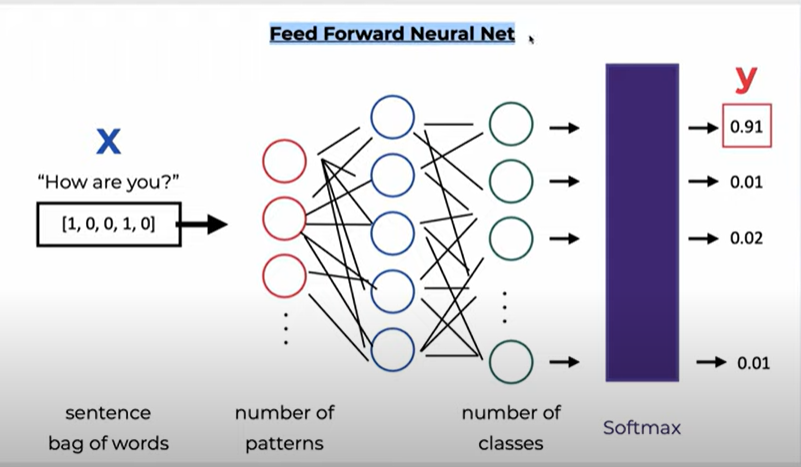 Feed Forward Neural Net
X
“How are you?”
[1, 0, 0, 1, 0]
y
0.91
0.01
0.02
0.01
sentence
bag of words
number of
patterns
number of
classes
Softmax